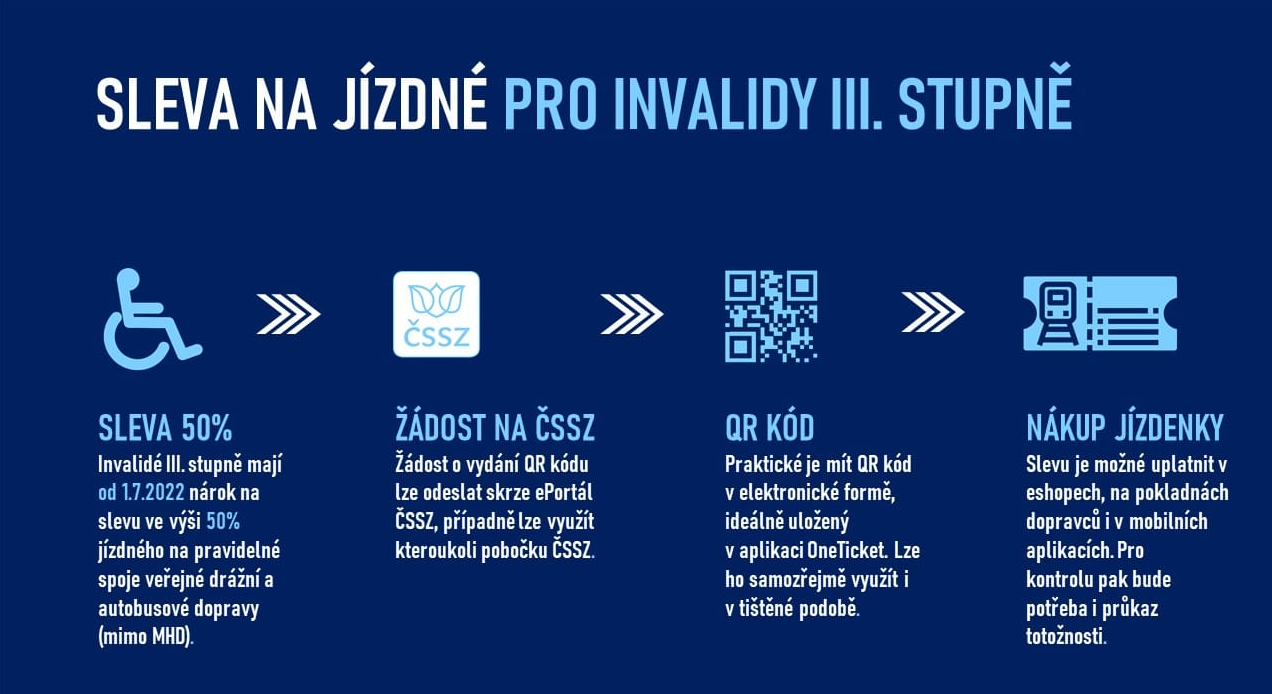 SLEVA NA JÍZDNÉ PRO INVALIDY III. STUPNĚ
ČSSZ
SLEVA 50%
Invalidé III. stupně mají
od 1.7.2022 nárok na
slevu ve výši 50%
jízdného na pravidelné
spoje veřejné drážní a
autobusové dopravy
(mimo MHD).
ŽÁDOST NA ČSSZ
Žádost o vydání QR kódu
lze odeslat skrze ePortál
ČSSZ, případně lze využít
kteroukoli pobočku ČSSZ.
QR KÓD
Praktické je mít QR kód
v elektronické formě,
ideálně uložený
v aplikaci OneTicket. Lze
ho samozřejmě využít i
v tištěné podobě.
NÁKUP JÍZDENKY
Slevu je možné uplatnit v
eshopech, na pokladnách
dopravců i v mobilních
aplikacích. Pro
kontrolu pak bude
potřeba i průkaz
totožnosti.